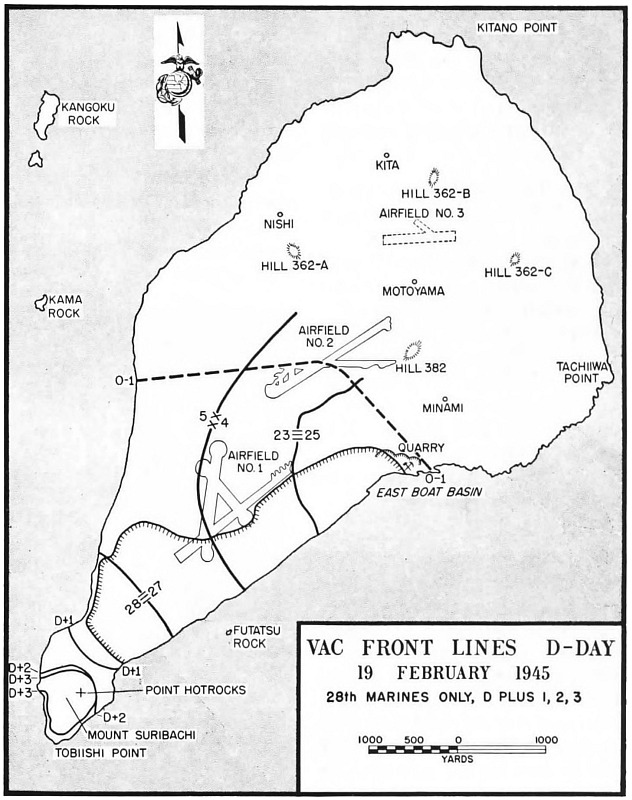 KITANO POINT
KANGOKU
ROCK
KITA
HILL 362-B
AIRFIELD NO. 3
NISHI
HILL 362-A
HILL 362-C
MOTOYAMA
KAMA
ROCK
AIRFIELD
NO. 2
HILL 382
TACHIIWA
POINT
O-1
MINAMI
5 XX 4
23 III 25
QUARRY
AIRFIELD
NO. 1
O-1
EAST BOAT BASIN
28 III 27
D+1
FUTATSU
ROCK
D+2
D+1
D+3
D+3
POINT HOTROCKS
D+2
MOUNT SURIBACHI
TOBIISHI POINT
VAC FRONT LINES D-DAY
19 FEBRUARY 1945
28th MARINES ONLY, D PLUS 1, 2, 3
1000 500 0 1000
YARDS